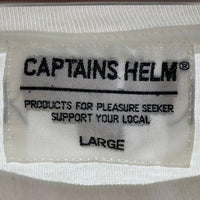 CAPTAINS HELM®
PRODUCTS FOR PLEASURE SEEKER
SUPPORT YOUR LOCAL
LARGE